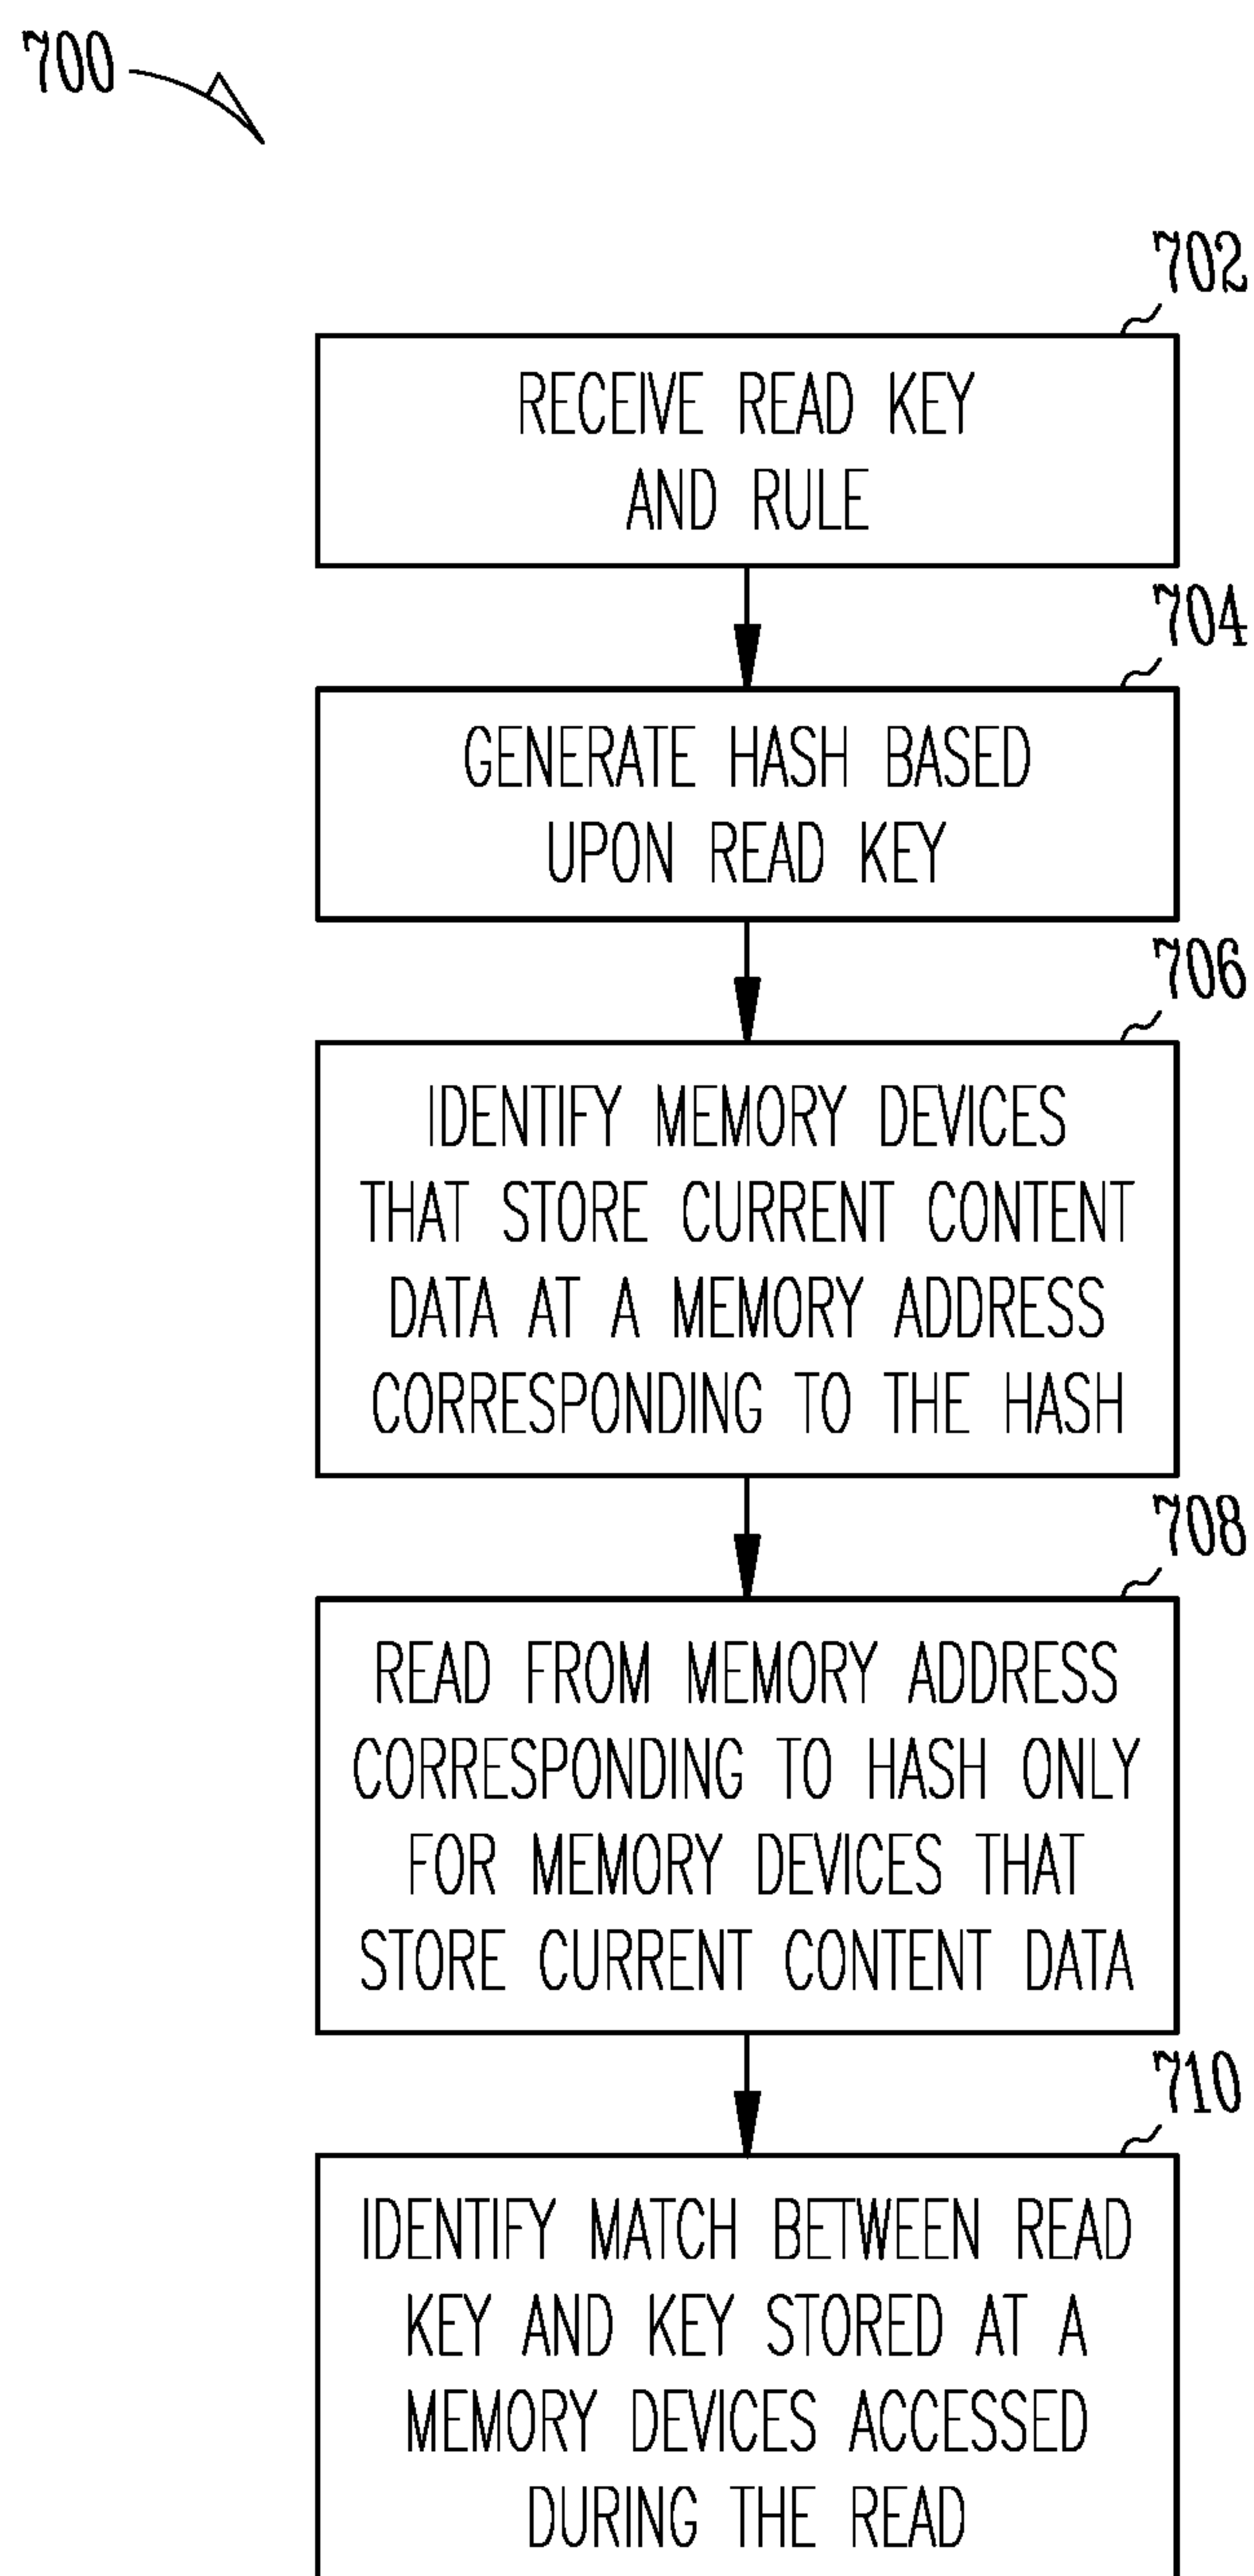 700
702
RECEIVE READ KEY
AND RULE
704
GENERATE HASH BASED
UPON READ KEY
706
IDENTIFY MEMORY DEVICES
THAT STORE CURRENT CONTENT
DATA AT A MEMORY ADDRESS
CORRESPONDING TO THE HASH
708
READ FROM MEMORY ADDRESS
CORRESPONDING TO HASH ONLY
FOR MEMORY DEVICES THAT
STORE CURRENT CONTENT DATA
710
IDENTIFY MATCH BETWEEN READ
KEY AND KEY STORED AT A
MEMORY DEVICES ACCESSED
DURING THE READ